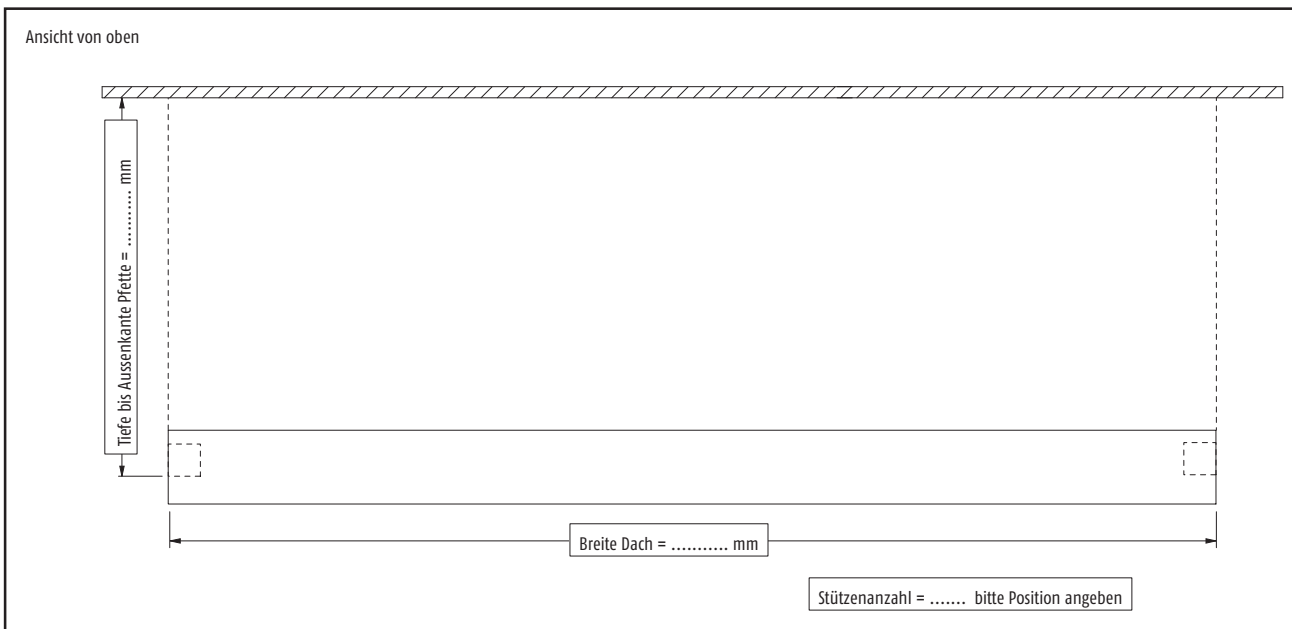 Ansicht von oben
Tiefe bis Aussenkante Pfette = ........... mm
Breite Dach = ........... mm
Stützenanzahl = ....... bitte Position angeben